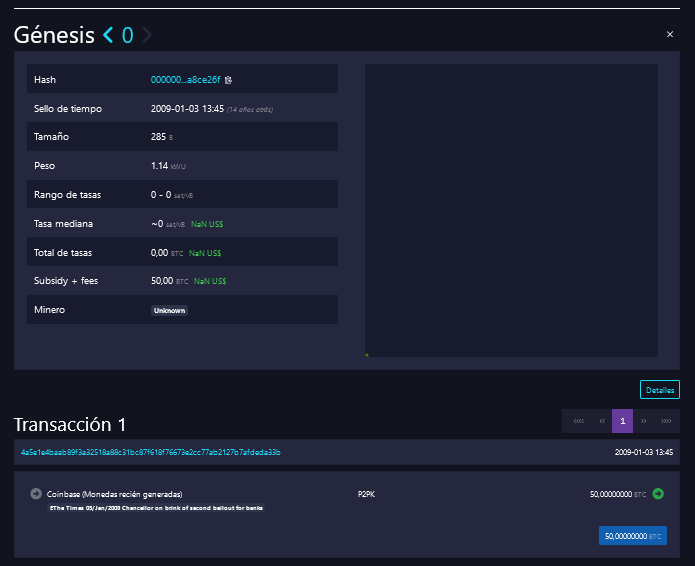 Génesis 0
Hash 000000...a8ce26f
Sello de tiempo 2009-01-03 13:45 (14 años atrás)
Tamaño 285 B
Peso 1.14 kWU
Rango de tasas 0 - 0 sat/vB
Tasa mediana ~0 sat/vB NaN US$
Total de tasas 0,00 BTC NaN US$
Subsidy + fees 50,00 BTC NaN US$
Minero Unknown
Detalles
Transacción 1
«« « 1 » »»
4a5e1e4baab89f3a32518a88c31bc87f618f76673e2cc77ab2127b7afdeda33b 2009-01-03 13:45
Coinbase (Monedas recién generadas) P2PK 50,00000000 BTC
EThe Times 03/Jan/2009 Chancellor on brink of second bailout for banks
50,00000000 BTC